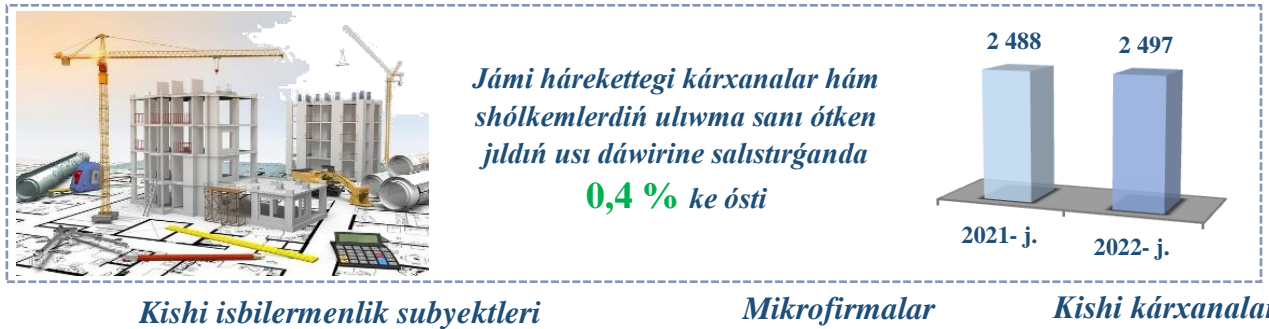 Jámi hárekettegi kárxanalar hám
shólkemlerdiń ulıwma sanı ótken
jıldıń usı dáwirine salıstırǵanda
0,4 % ke ósti
2 488
2 497
2021- j.
2022- j.
Kishi isbilermenlik subyektleri
Mikrofirmalar
Kishi kárxanalar